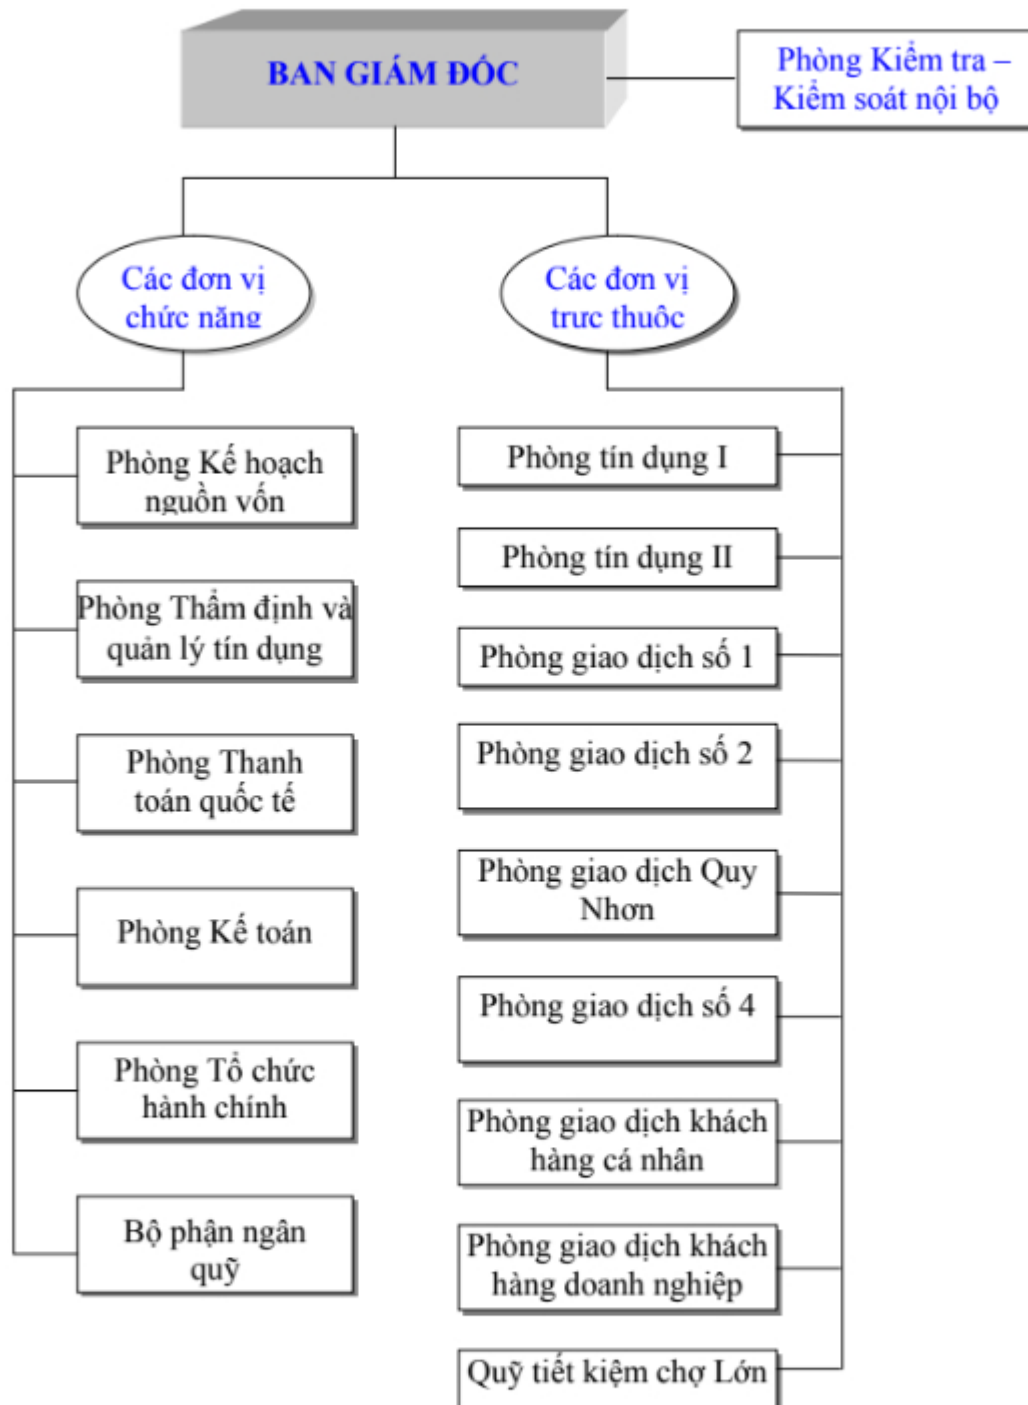 BAN GIÁM ĐỐC
Phòng Kiểm tra –
Kiểm soát nội bộ
Các đơn vị
chức năng
Các đơn vị
trực thuộc
Phòng Kế hoạch
nguồn vốn
Phòng Thẩm định và
quản lý tín dụng
Phòng Thanh
toán quốc tế
Phòng Kế toán
Phòng Tổ chức
hành chính
Bộ phận ngân
quỹ
Phòng tín dụng I
Phòng tín dụng II
Phòng giao dịch số 1
Phòng giao dịch số 2
Phòng giao dịch Quy
Nhơn
Phòng giao dịch số 4
Phòng giao dịch khách
hàng cá nhân
Phòng giao dịch khách
hàng doanh nghiệp
Quỹ tiết kiệm chợ Lớn